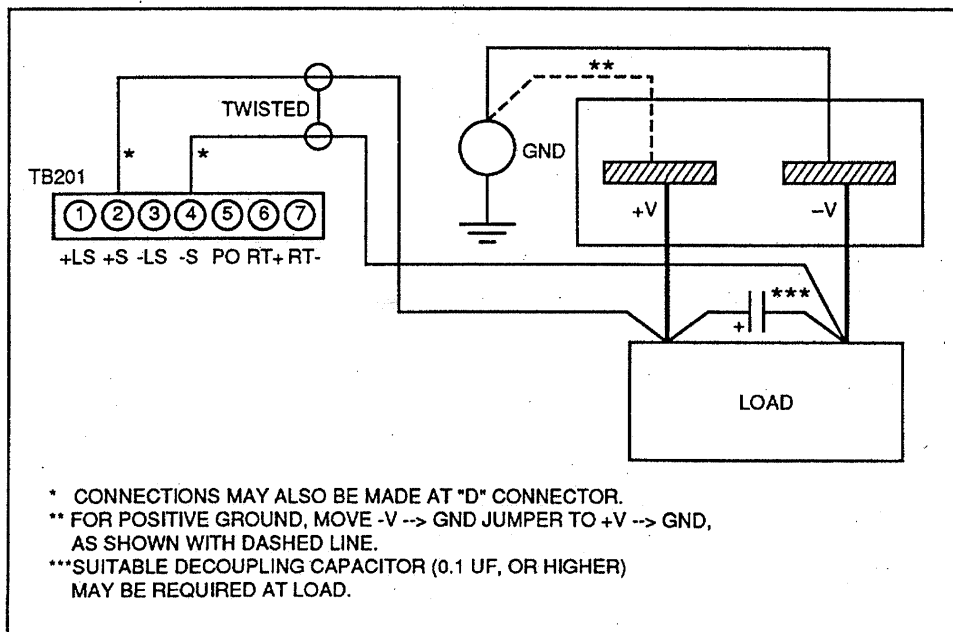 **
TWISTED
GND
* *
TB201
1 2 3 4 5 6 7
+V -V
+LS +S -LS -S PO RT+ RT-
***
+
LOAD
* CONNECTIONS MAY ALSO BE MADE AT "D" CONNECTOR.
** FOR POSITIVE GROUND, MOVE -V --> GND JUMPER TO +V --> GND,
AS SHOWN WITH DASHED LINE.
***SUITABLE DECOUPLING CAPACITOR (0.1 UF, OR HIGHER)
MAY BE REQUIRED AT LOAD.